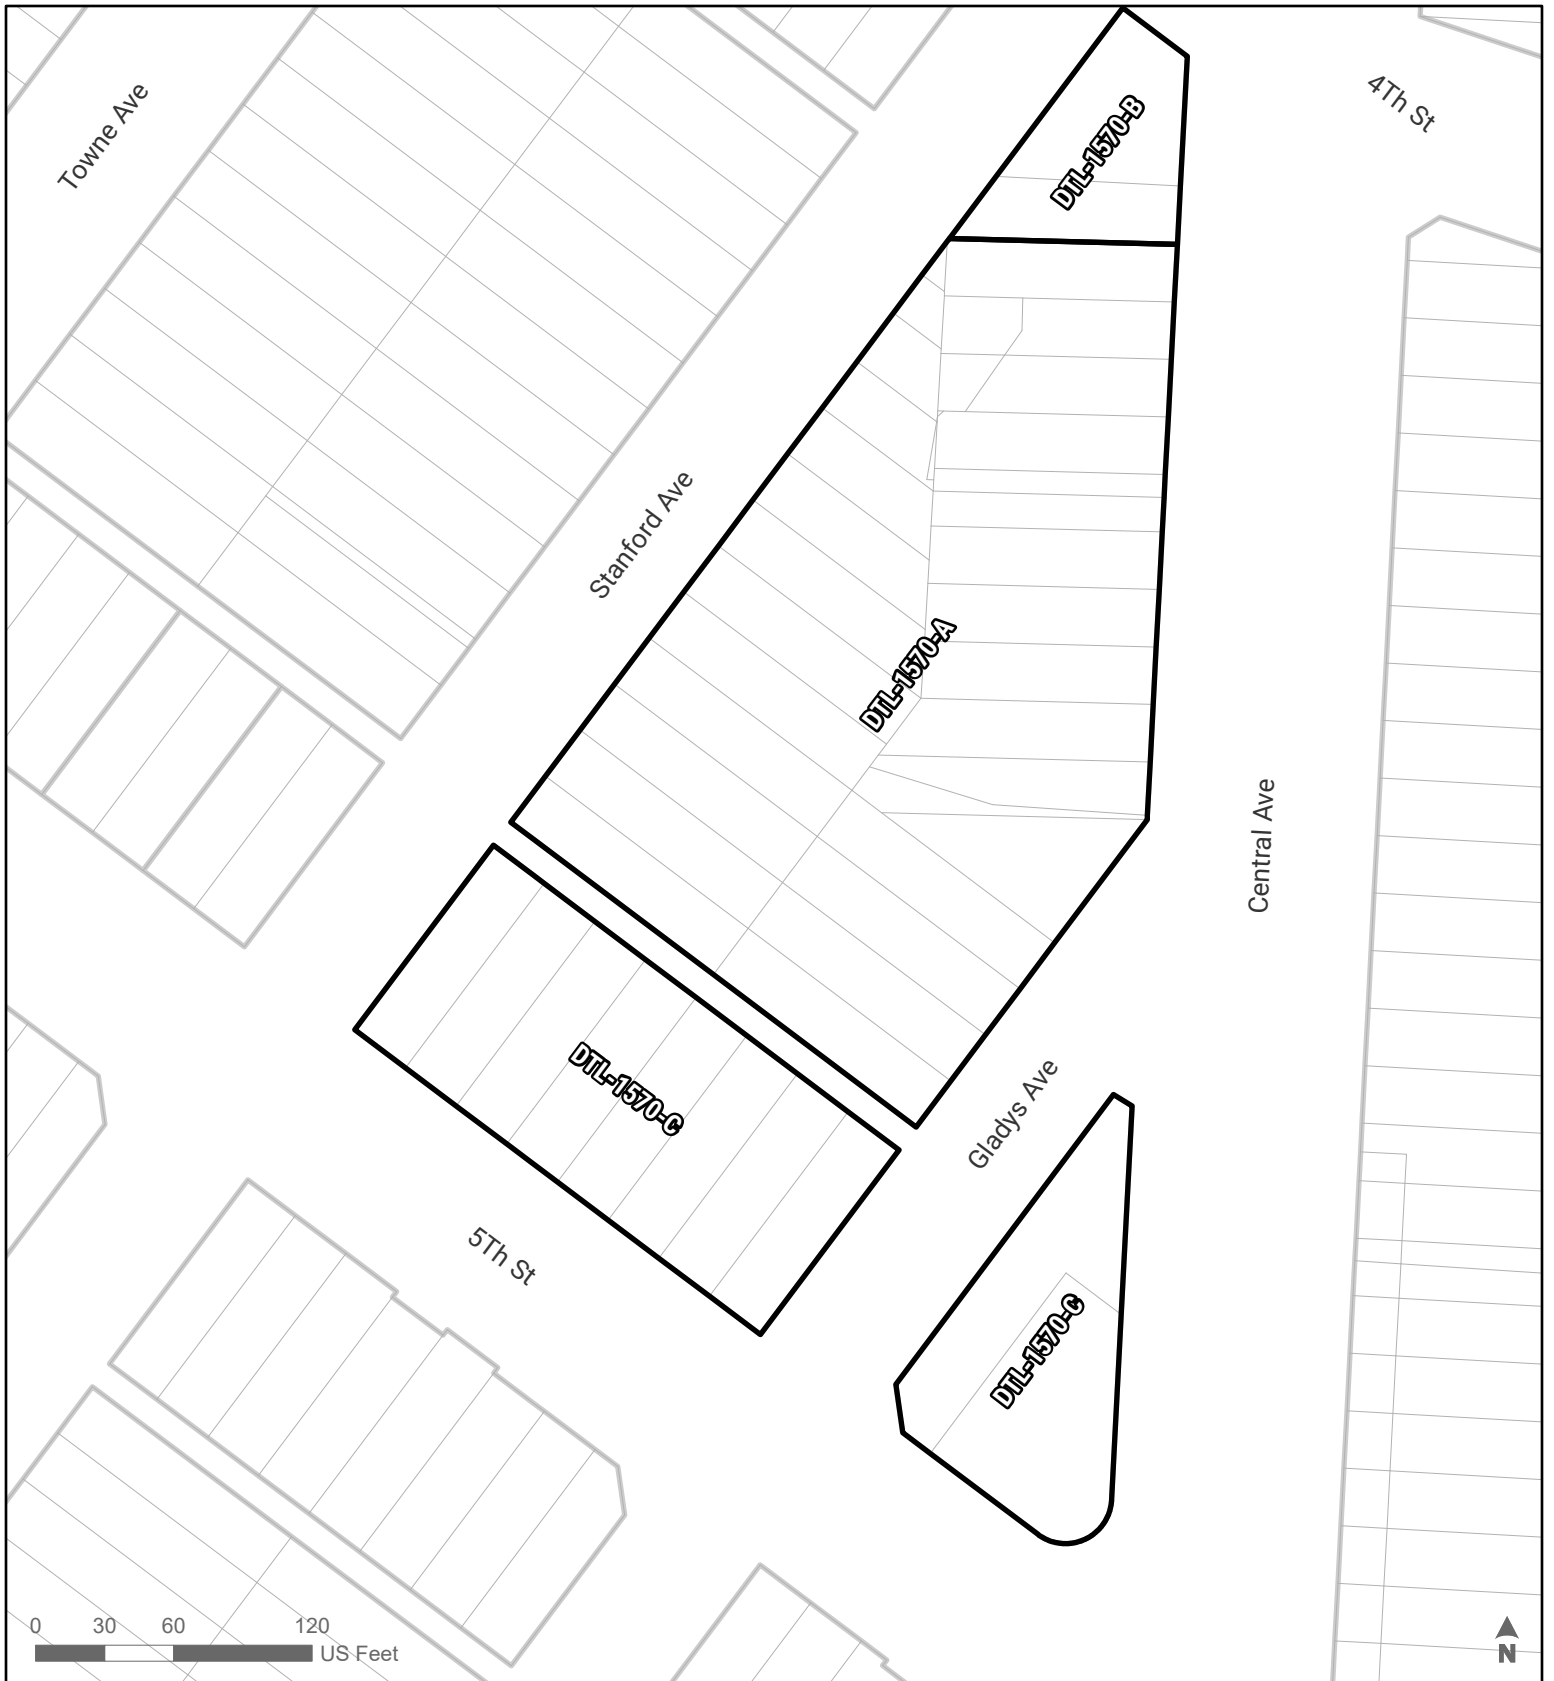 Towne Ave
4Th St
DTL-1570-B
Stanford Ave
DTL-1570-A
Central Ave
DTL-1570-C
Gladys Ave
5Th St
DTL-1570-C
0 30 60 120
US Feet
N